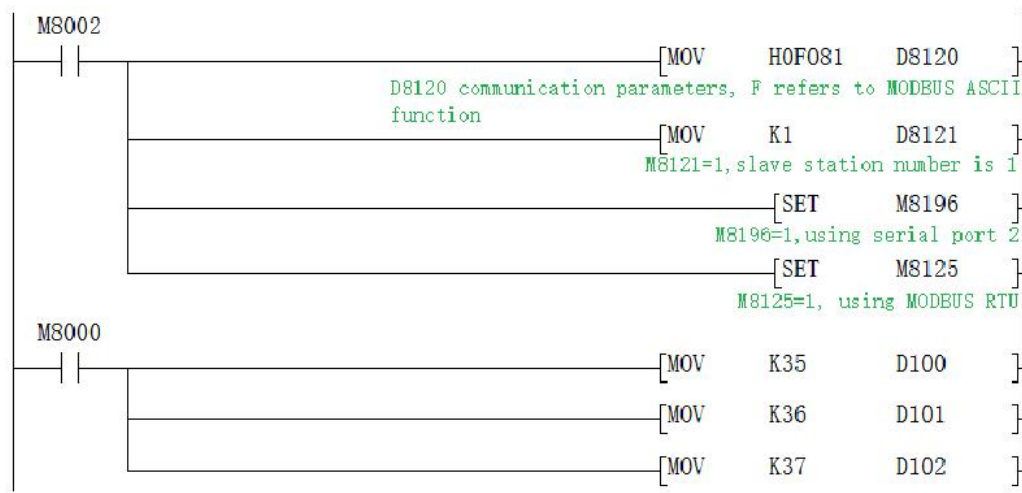 M8002
[MOV H0F081 D8120 ]
D8120 communication parameters, F refers to MODBUS ASCII
function
[MOV K1 D8121 ]
M8121=1,slave station number is 1
[SET M8196 ]
M8196=1,using serial port 2
[SET M8125 ]
M8125=1, using MODBUS RTU
M8000
[MOV K35 D100 ]
[MOV K36 D101 ]
[MOV K37 D102 ]